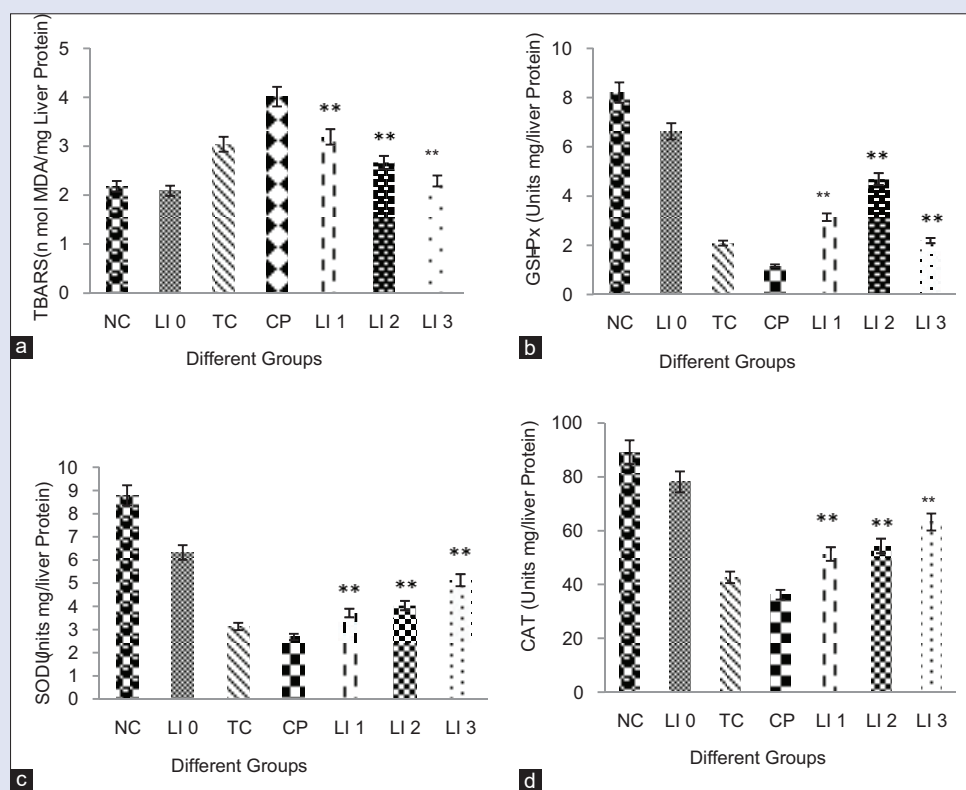 TBARS(n mol MDA/mg Liver Protein)
5
4
3
2
1
0
**
**
**
NC LI 0 TC CP LI 1 LI 2 LI 3
Different Groups
a
GSHPx (Units mg/liver Protein)
10
8
6
4
2
0
**
**
**
NC LI 0 TC CP LI 1 LI 2 LI 3
Different Groups
b
SOD(Units mg/liver Protein)
10
9
8
7
6
5
4
3
2
1
0
**
**
**
NC LI 0 TC CP LI 1 LI 2 LI 3
Different Groups
c
CAT (Units mg/liver Protein)
100
80
60
40
20
0
**
**
**
NC LI 0 TC CP LI 1 LI 2 LI 3
Different Groups
d